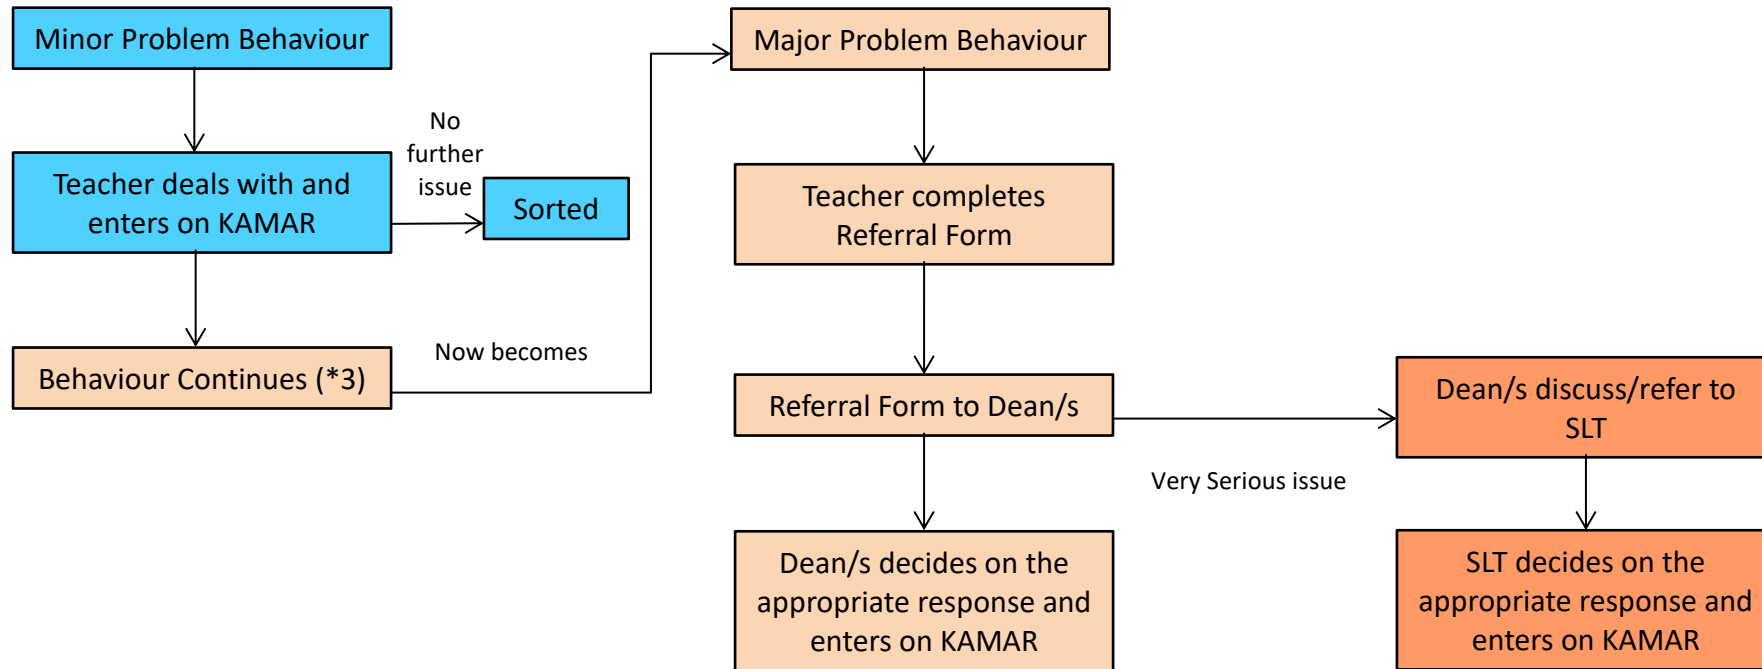 Minor Problem Behaviour
Teacher deals with and
enters on KAMAR
No
further
issue
Sorted
Behaviour Continues (*3)
Now becomes
Major Problem Behaviour
Teacher completes
Referral Form
Referral Form to Dean/s
Very Serious issue
Dean/s discuss/refer to
SLT
Dean/s decides on the
appropriate response and
enters on KAMAR
SLT decides on the
appropriate response and
enters on KAMAR